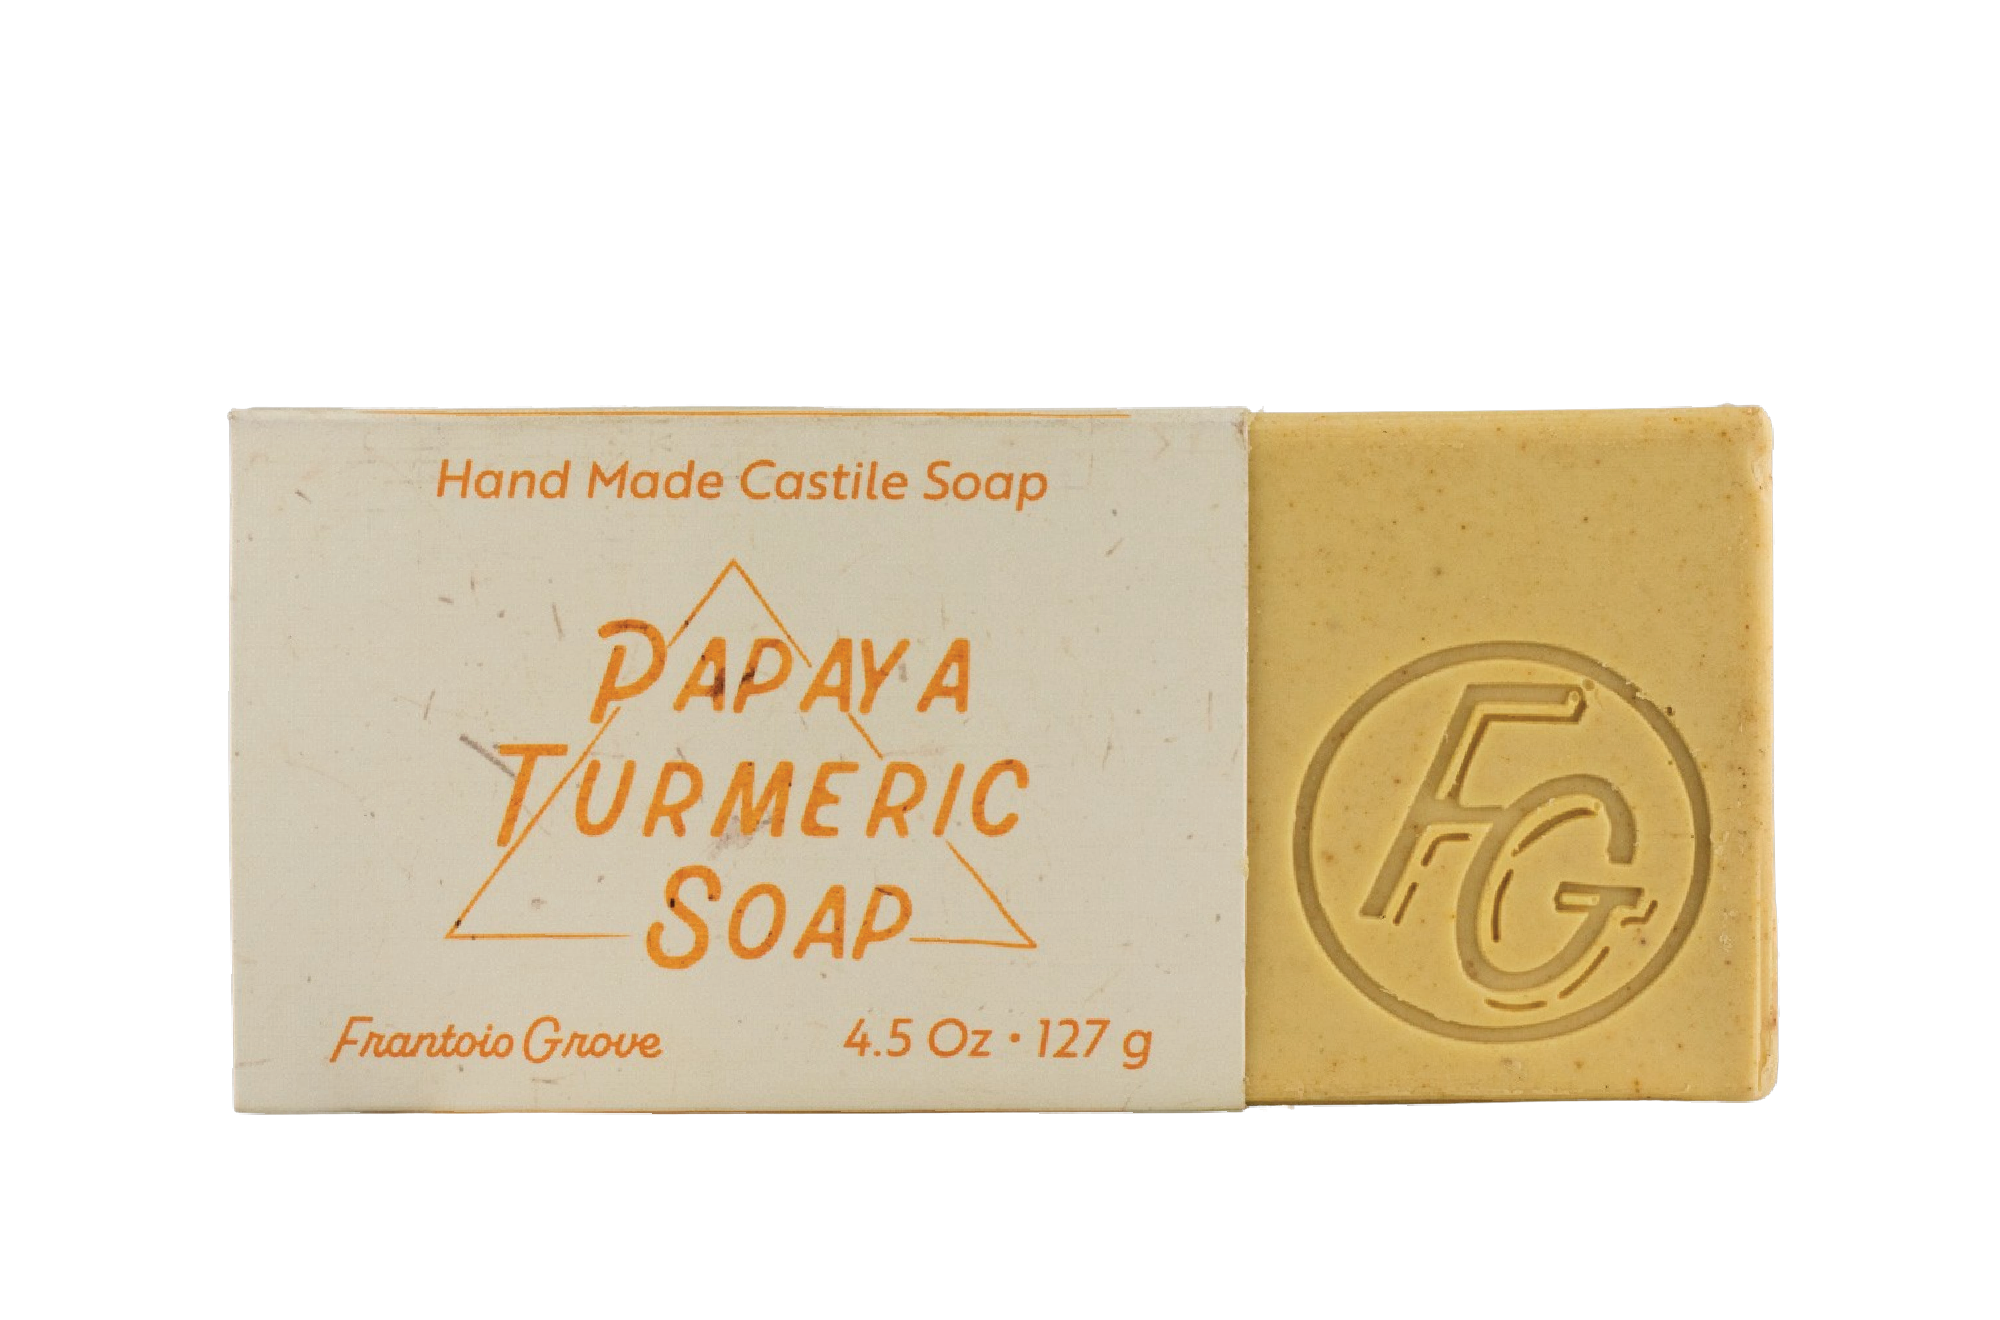 Hand Made Castile Soap
PAPAYA
TURMERIC
SOAP
Frantoio Grove
4.5 Oz · 127 g
FG